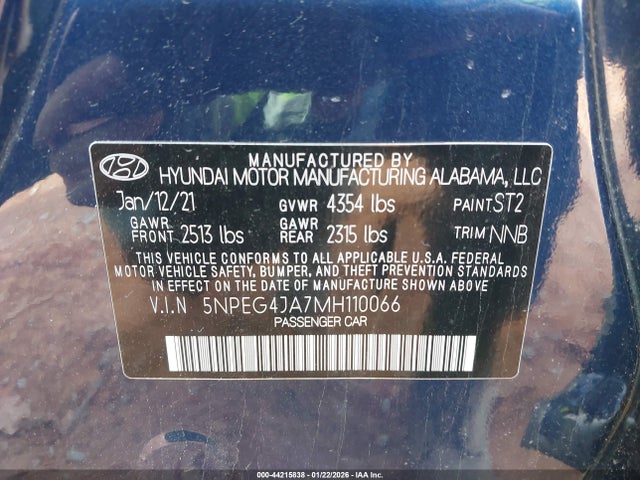 MANUFACTURED BY
HYUNDAI MOTOR MANUFACTURING ALABAMA, LLC
Jan/12/21 GVWR 4354 lbs PAINT ST2
GAWR FRONT 2513 lbs GAWR REAR 2315 lbs TRIM NNB
THIS VEHICLE CONFORMS TO ALL APPLICABLE U.S.A. FEDERAL
MOTOR VEHICLE SAFETY, BUMPER, AND THEFT PREVENTION STANDARDS
IN EFFECT ON THE DATE OF MANUFACTURE SHOWN ABOVE.
V.I.N 5NPEG4JA7MH110066
PASSENGER CAR
000-44215838 - 01/22/2026 - IAA Inc.